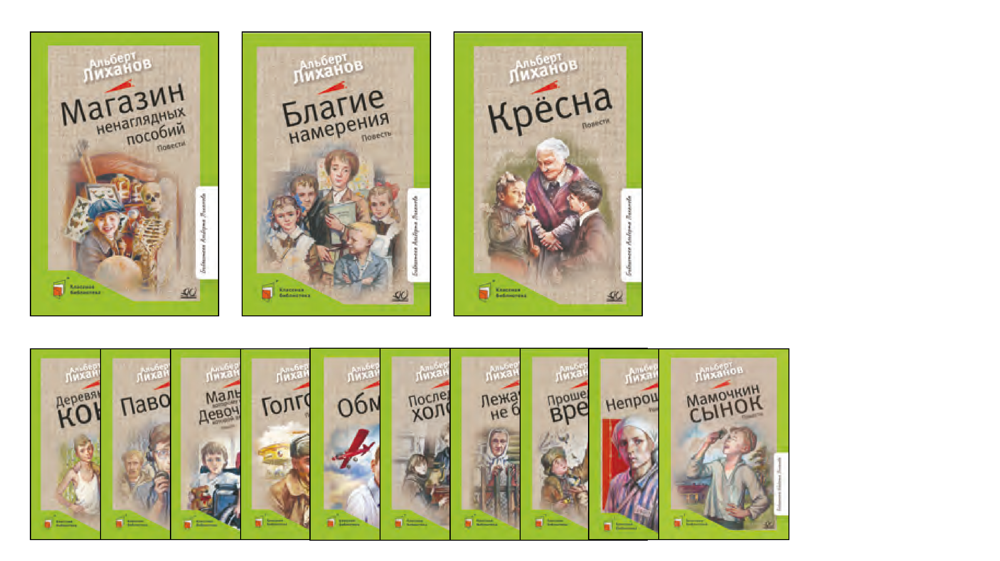 Альберт
Лиханов
Магазин
ненаглядных
пособий
Повести
Библиотека Альберта Лиханова
Классная
библиотека
Альберт
Лиханов
Благие
намерения
Повесть
Библиотека Альберта Лиханова
Классная
библиотека
Альберт
Лиханов
Крёсна
Повести
Библиотека Альберта Лиханова
Классная
библиотека
Альбер
Лихан
Деревян
кон
Классная
библиотека
Альбер
Лихан
Паво
Классная
библиотека
Альбер
Лихан
Маль
Девоч
Классная
библиотека
Альбер
Лихан
Голго
Классная
библиотека
Альбер
Лихан
Обм
Классная
библиотека
Альбер
Лихан
Послед
холо
Классная
библиотека
Альбер
Лихан
Лежа
не б
Классная
библиотека
Альбер
Лихан
Проше
вре
Классная
библиотека
Альбер
Лихан
Непрощ
Классная
библиотека
Альберт
Лиханов
Мамочкин
сынок
Повести
Библиотека Альберта Лиханова
Классная
библиотека